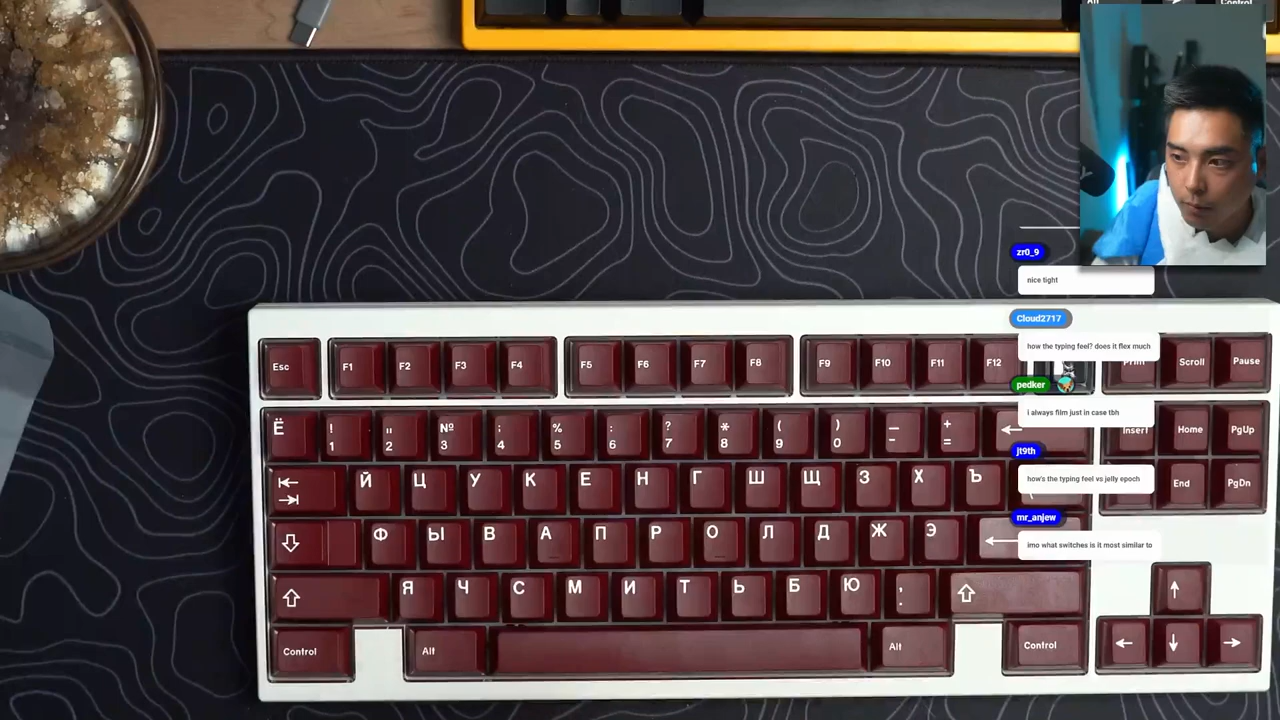 Alt Control
zr0_9
nice tight
Cloud2717
how the typing feel? does it flex much
pedker
i always film just in case tbh
jt9th
how's the typing feel vs jelly epoch
mr_anjew
imo what switches is it most similar to
Esc F1 F2 F3 F4 F5 F6 F7 F8 F9 F10 F11 F12 Print Scroll Pause
Ё ! 1 " 2 № 3 ; 4 % 5 : 6 ? 7 * 8 ( 9 ) 0 — - + = ← Insert Home PgUp
⇤ ⇥ Й Ц У К Е Н Г Ш Щ З Х Ъ End PgDn
⇩ Ф Ы В А П Р О Л Д Ж Э ←
⇧ Я Ч С М И Т Ь Б Ю , . ⇧ ↑
Control Alt Alt Control ← ↓ →